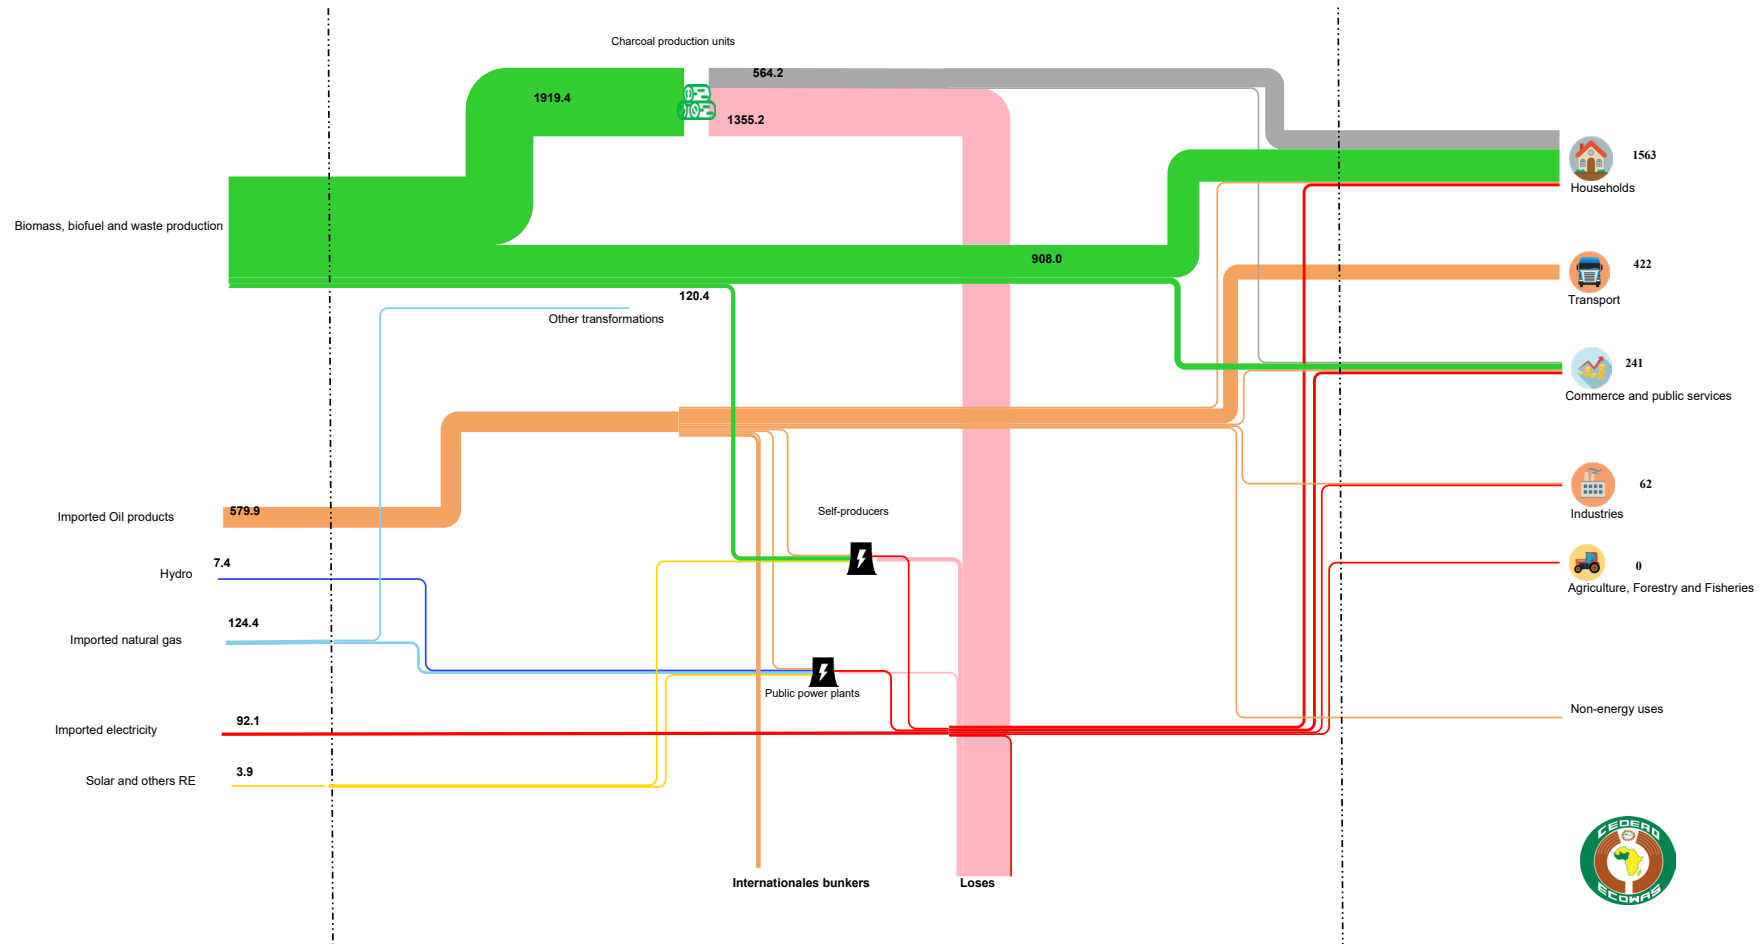 Charcoal production units
564.2
1919.4
1355.2
1563
Households
Biomass, biofuel and waste production
908.0
422
120.4
Transport
Other transformations
241
Commerce and public services
579.9
Imported Oil products
Self-producers
62
Industries
7.4
Hydro
0
Agriculture, Forestry and Fisheries
124.4
Imported natural gas
Public power plants
Non-energy uses
92.1
Imported electricity
3.9
Solar and others RE
CEDEAO
ECOWAS
Internationales bunkers
Loses